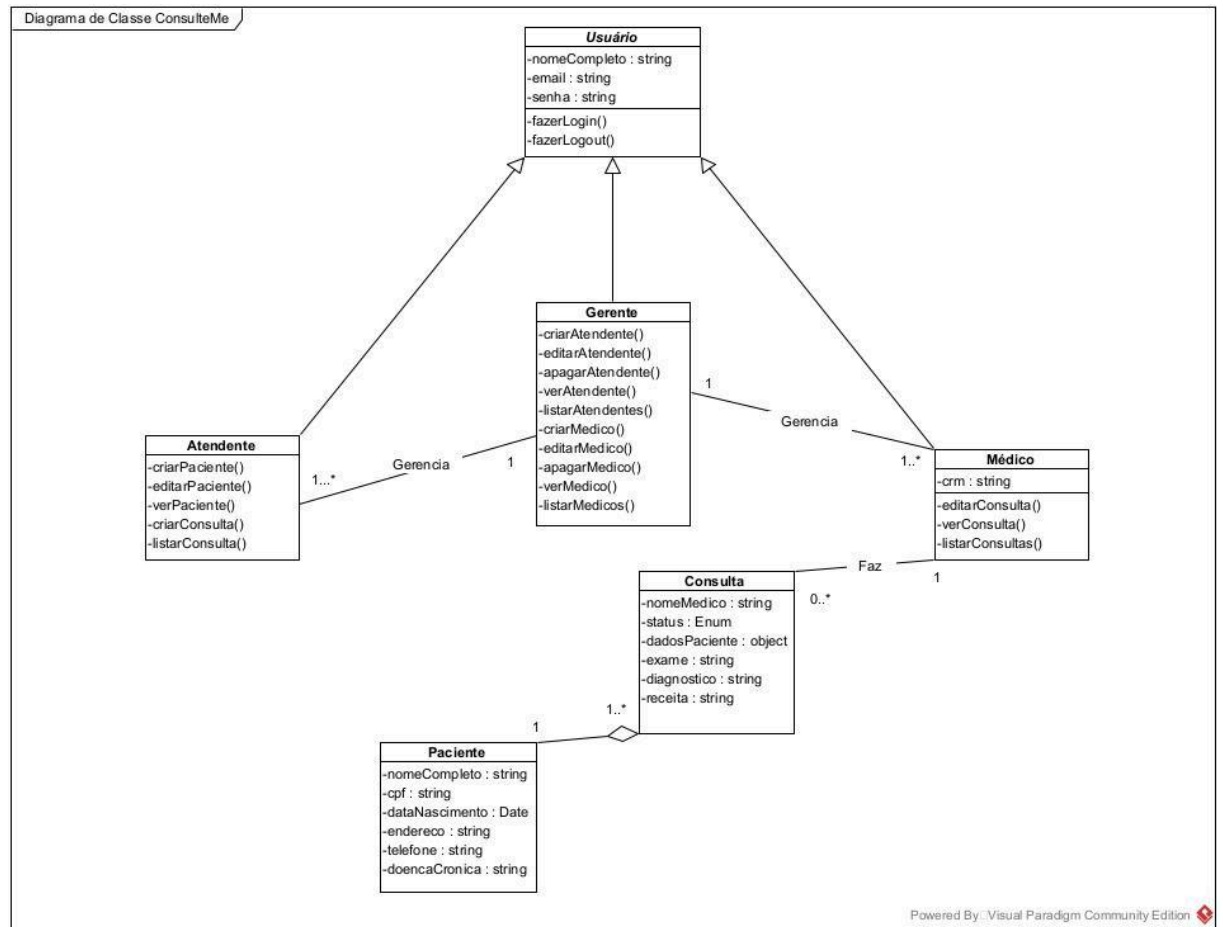 Diagrama de Classe ConsulteMe
Usuário
-nomeCompleto : string
-email : string
-senha : string
-fazerLogin()
-fazerLogout()
Gerente
-criarAtendente()
-editarAtendente()
-apagarAtendente()
-verAtendente()
-listarAtendentes()
-criarMedico()
-editarMedico()
-apagarMedico()
-verMedico()
-listarMedicos()
1
Gerencia
1..*
Atendente
-criarPaciente()
-editarPaciente()
-verPaciente()
-criarConsulta()
-listarConsulta()
1...*
Gerencia
1
Médico
-crm : string
-editarConsulta()
-verConsulta()
-listarConsultas()
1
Faz
0..*
Consulta
-nomeMedico : string
-status : Enum
-dadosPaciente : object
-exame : string
-diagnostico : string
-receita : string
1..*
1
Paciente
-nomeCompleto : string
-cpf : string
-dataNascimento : Date
-endereco : string
-telefone : string
-doencaCronica : string
Powered By Visual Paradigm Community Edition